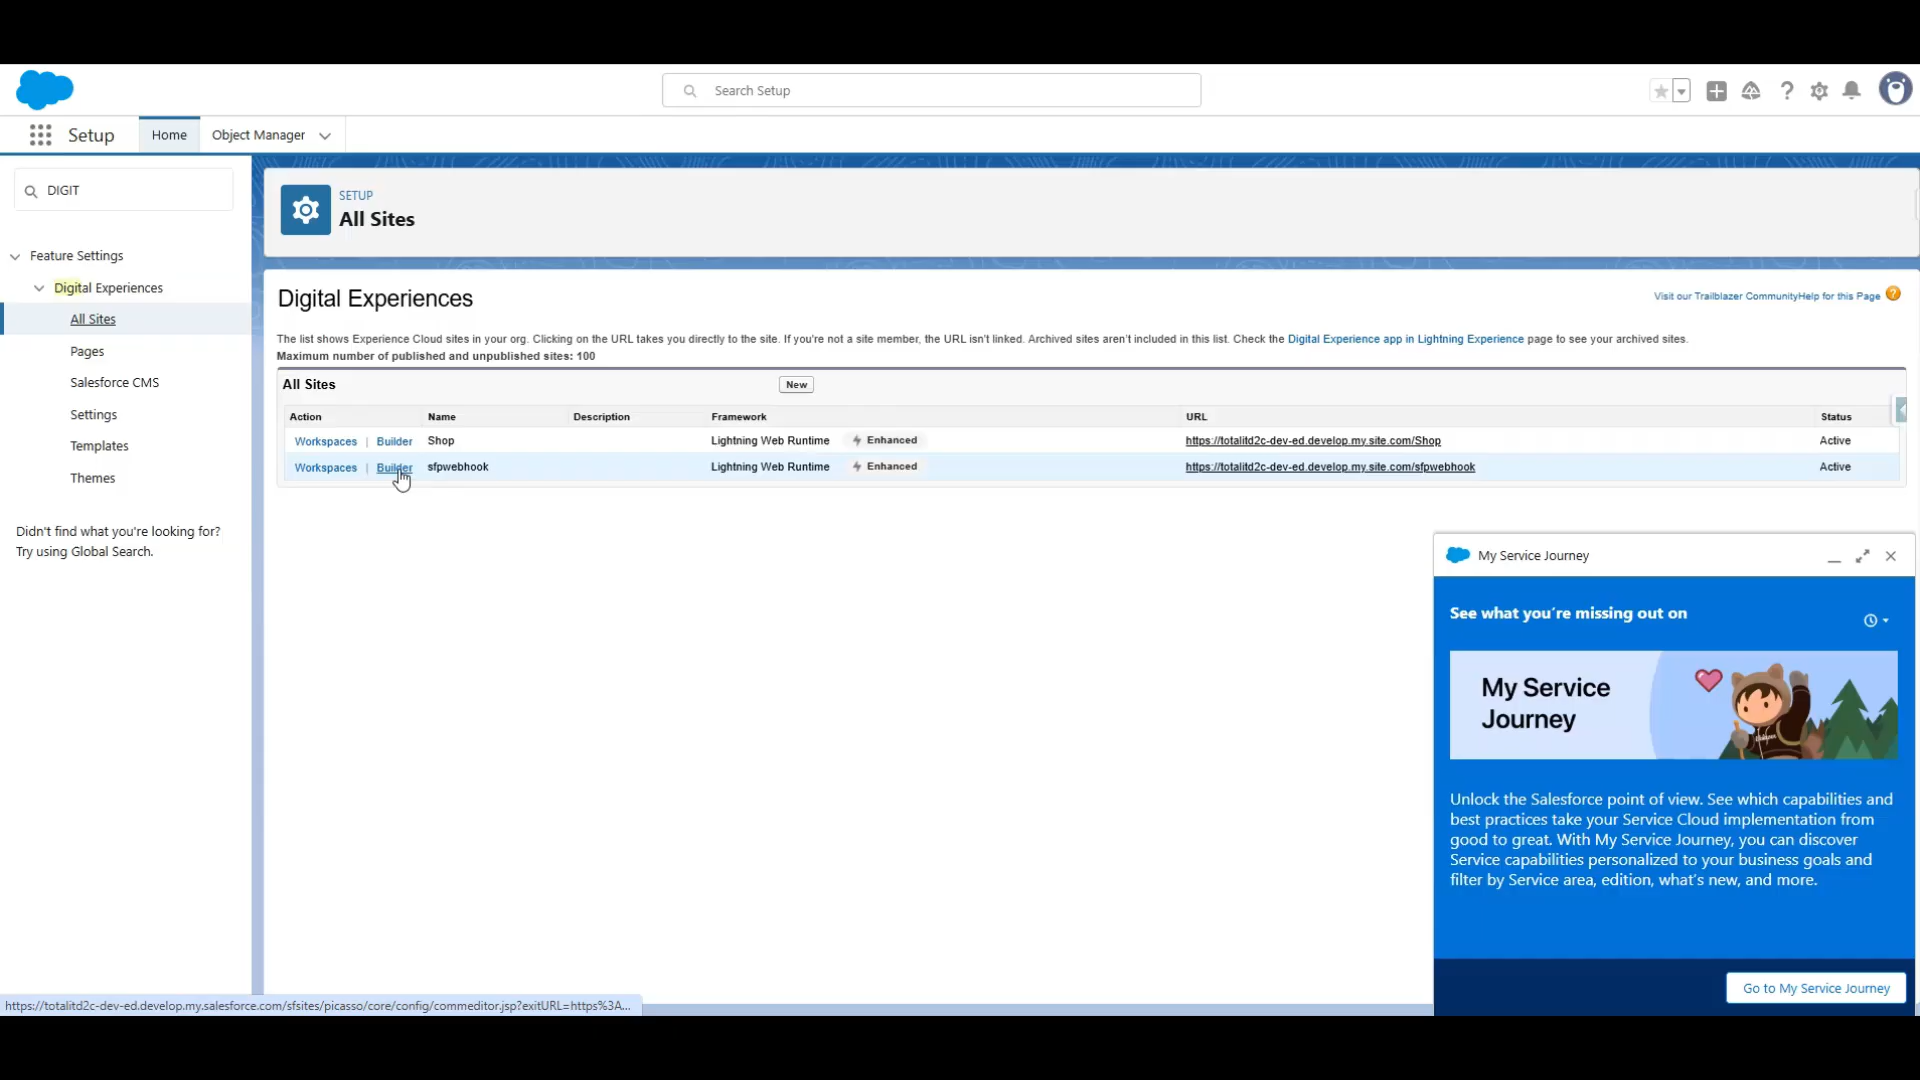 Search Setup
Setup
Home
Object Manager
DIGIT
Feature Settings
Digital Experiences
All Sites
Pages
Salesforce CMS
Settings
Templates
Themes
Didn't find what you're looking for?
Try using Global Search.
SETUP
All Sites
Digital Experiences
Visit our Trailblazer Community Help for this Page
The list shows Experience Cloud sites in your org. Clicking on the URL takes you directly to the site. If you're not a site member, the URL isn't linked. Archived sites aren't included in this list. Check the Digital Experience app in Lightning Experience page to see your archived sites.
Maximum number of published and unpublished sites: 100
All Sites New
Action Name Description Framework URL Status
Workspaces | Builder Shop Lightning Web Runtime Enhanced https://totalitd2c-dev-ed.develop.my.site.com/Shop Active
Workspaces | Builder sfpwebhook Lightning Web Runtime Enhanced https://totalitd2c-dev-ed.develop.my.site.com/sfpwebhook Active
My Service Journey
See what you're missing out on
My Service
Journey
Unlock the Salesforce point of view. See which capabilities and
best practices take your Service Cloud implementation from
good to great. With My Service Journey, you can discover
Service capabilities personalized to your business goals and
filter by Service area, edition, what's new, and more.
Go to My Service Journey
https://totalitd2c-dev-ed.develop.my.salesforce.com/sfsites/picasso/core/config/commeditor.jsp?exitURL=https%3A...